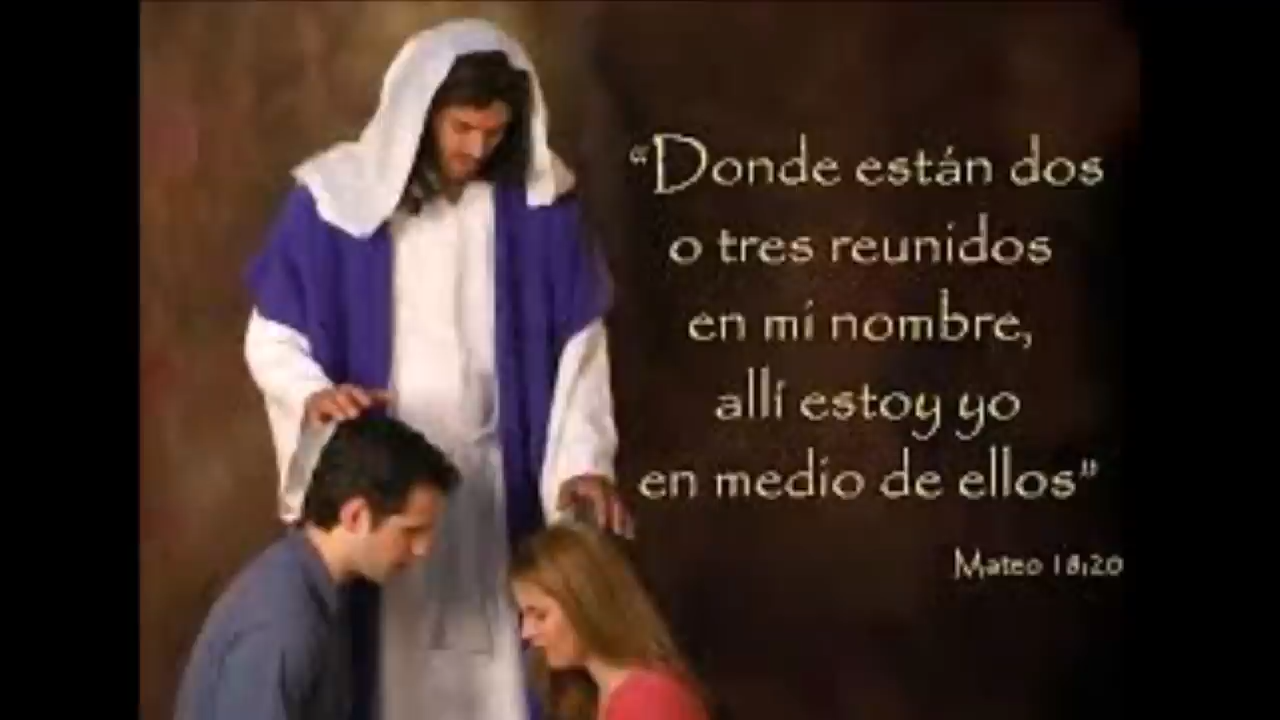 “Donde están dos
o tres reunidos
en mi nombre,
allí estoy yo
en medio de ellos”
Mateo 18:20